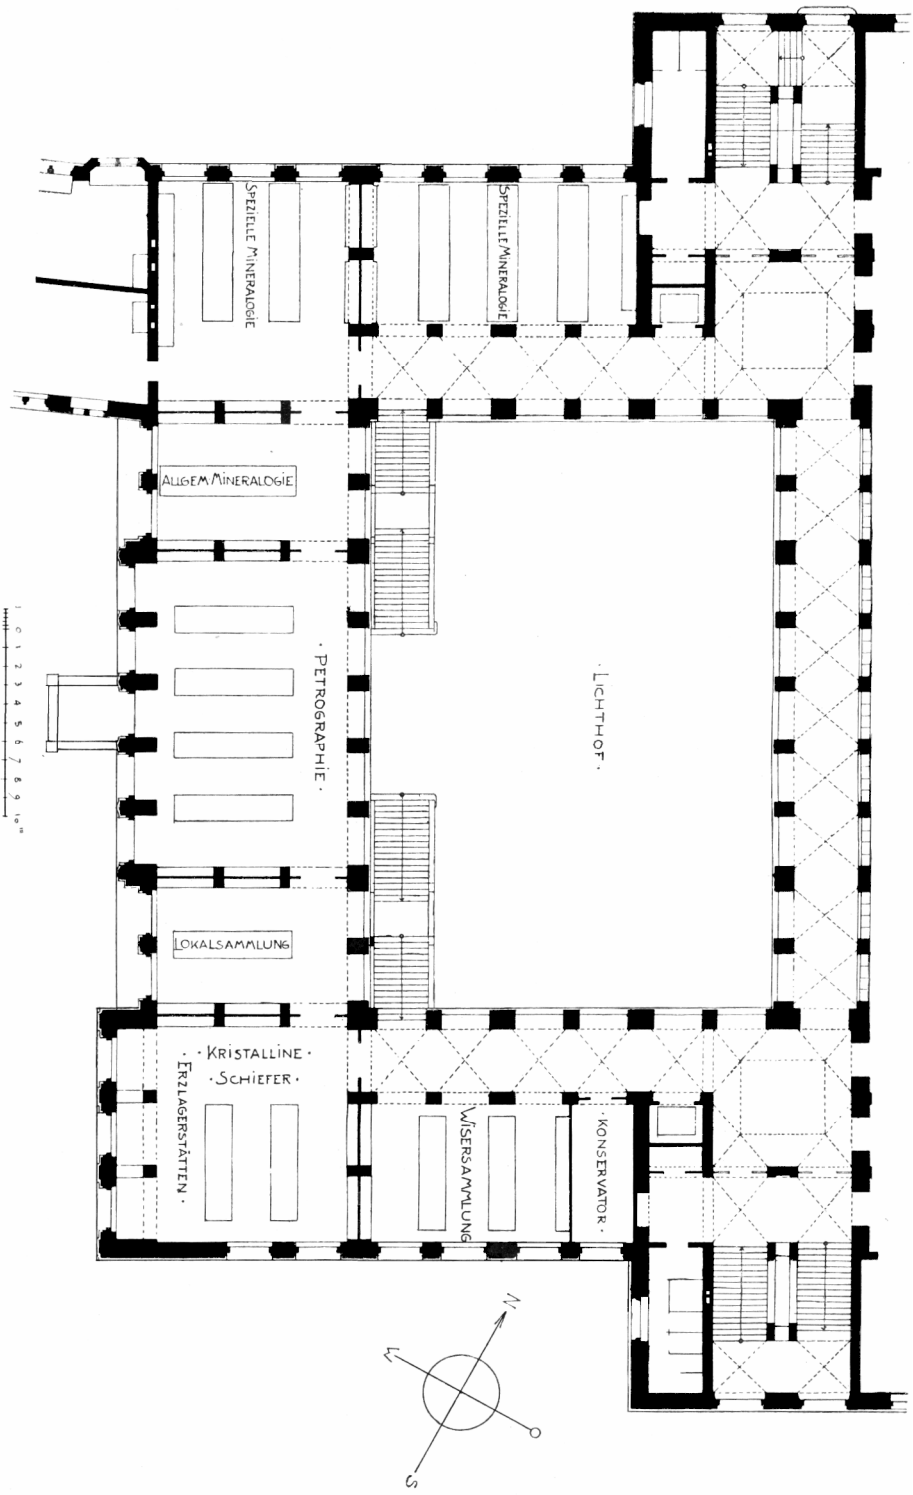 SPEZIELLE MINERALOGIE
SPEZIELLE MINERALOGIE
ALLGEM MINERALOGIE
· PETROGRAPHIE ·
· LICHTHOF ·
1 0 1 2 3 4 5 6 7 8 9 10 m
LOKALSAMMLUNG
· KRISTALLINE ·
· SCHIEFER ·
· ERZLAGERSTÄTTEN ·
WISERSAMMLUNG
· KONSERVATOR ·
N
W
O
S